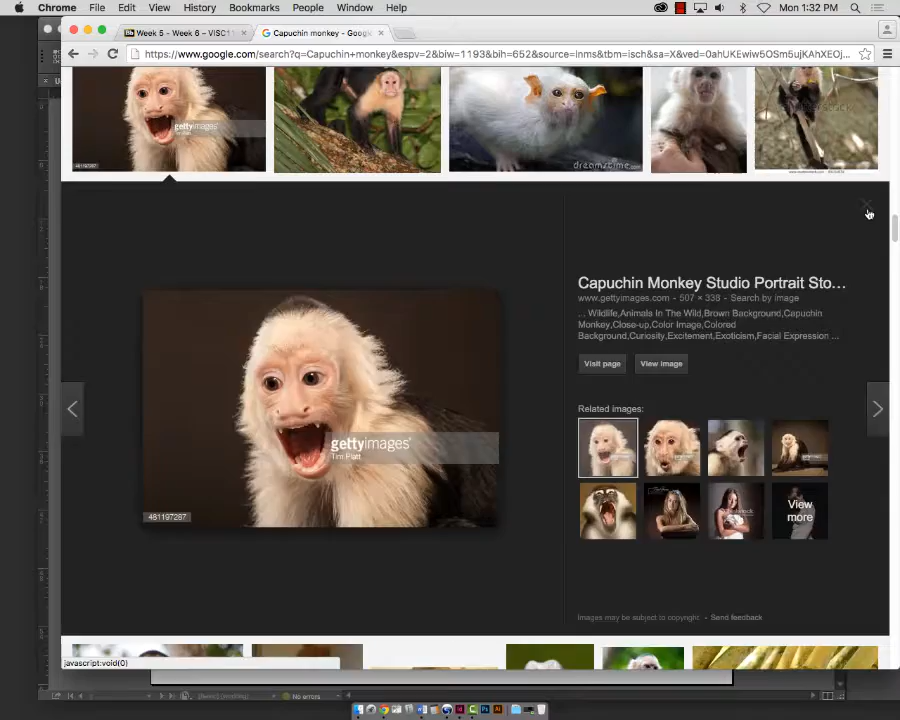 Chrome File Edit View History Bookmarks People Window Help Mon 1:32 PM
Week 5 - Week 6 – VISC1
Capuchin monkey - Goog
https://www.google.com/search?q=Capuchin+monkey&espv=2&biw=1193&bih=652&source=lnms&tbm=isch&sa=X&ved=0ahUKEwiw5OSm5ujKAhXEOj...
gettyimages
481197287
dreamstime
Capuchin Monkey Studio Portrait Sto...
www.gettyimages.com - 507 × 338 - Search by image
... Wildlife,Animals In The Wild,Brown Background,Capuchin
Monkey,Close-up,Color Image,Colored
Background,Curiosity,Excitement,Exoticism,Facial Expression ...
Visit page View image
Related images:
gettyimages®
Tim Platt
481197287
View
more
Images may be subject to copyright. - Send feedback
javascript:void(0)
No errors